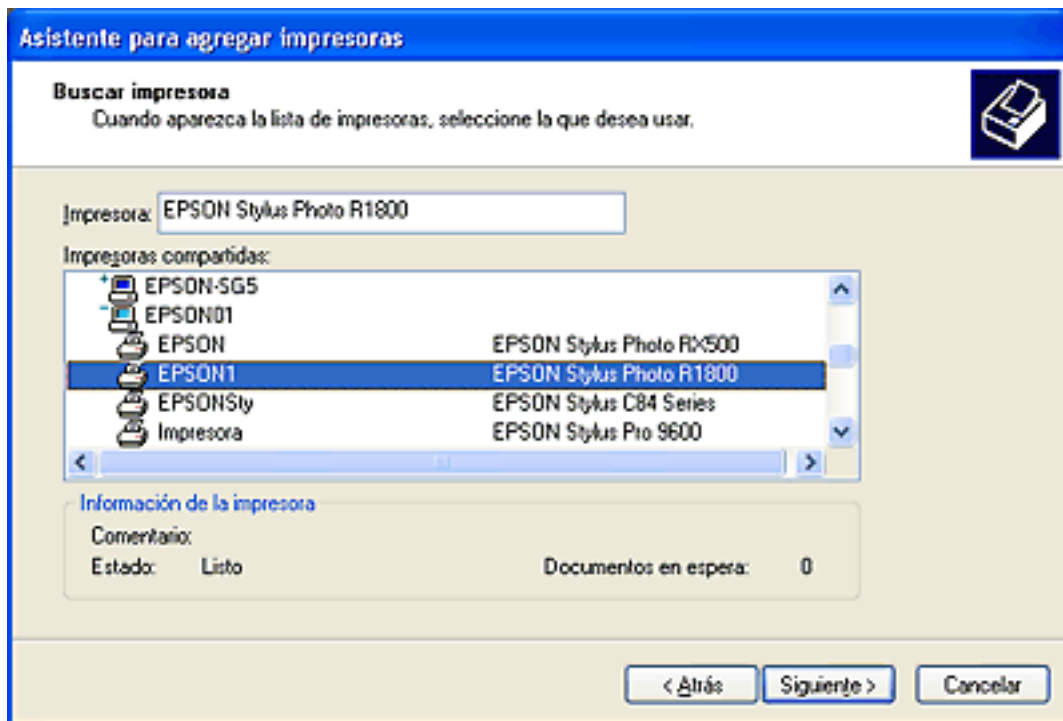 Asistente para agregar impresoras
Buscar impresora
Cuando aparezca la lista de impresoras, seleccione la que desea usar.
Impresora: EPSON Stylus Photo R1800
Impresoras compartidas:
EPSON-SG5
EPSON01
EPSON EPSON Stylus Photo RX500
EPSON1 EPSON Stylus Photo R1800
EPSONSty EPSON Stylus C84 Series
Impresora EPSON Stylus Pro 9600
Información de la impresora
Comentario:
Estado: Listo Documentos en espera: 0
< Atrás Siguiente > Cancelar